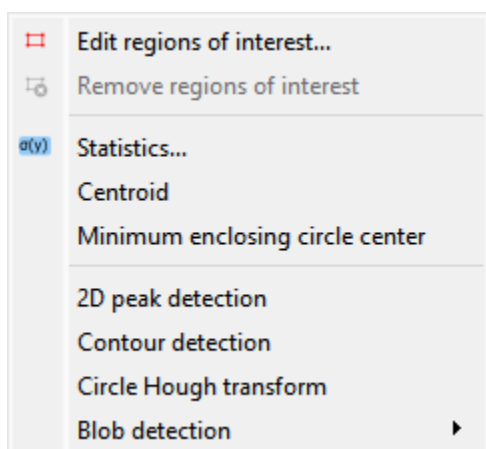 Edit regions of interest...
Remove regions of interest
σ(y) Statistics...
Centroid
Minimum enclosing circle center
2D peak detection
Contour detection
Circle Hough transform
Blob detection